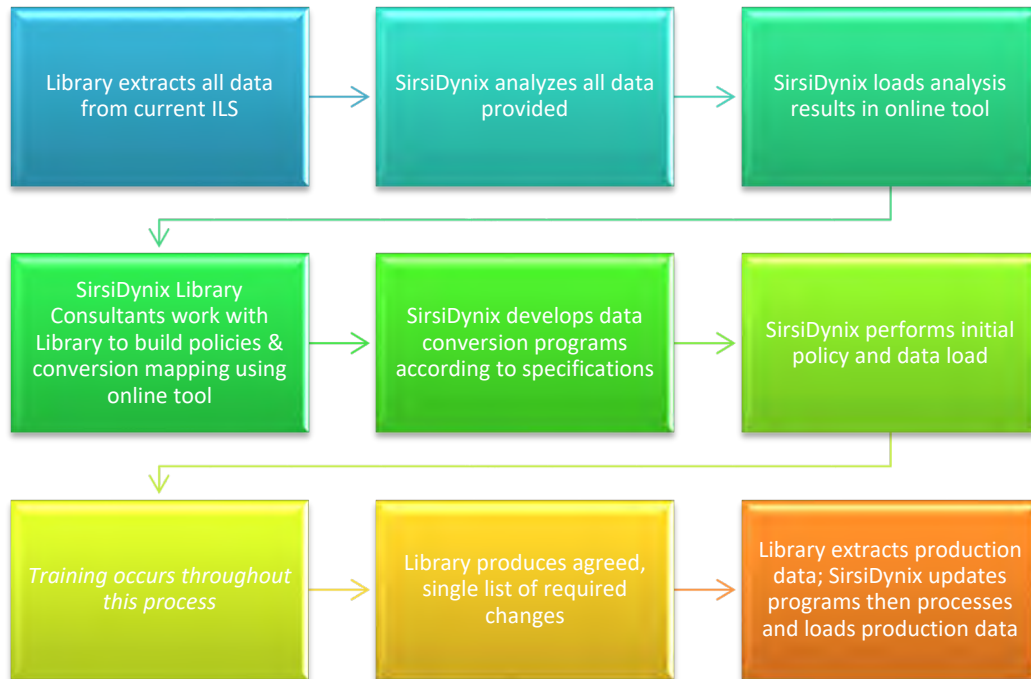 Library extracts all data
from current ILS
SirsiDynix analyzes all data
provided
SirsiDynix loads analysis
results in online tool
SirsiDynix Library
Consultants work with
Library to build policies &
conversion mapping using
online tool
SirsiDynix develops data
conversion programs
according to specifications
SirsiDynix performs initial
policy and data load
Training occurs throughout
this process
Library produces agreed,
single list of required
changes
Library extracts production
data; SirsiDynix updates
programs then processes
and loads production data